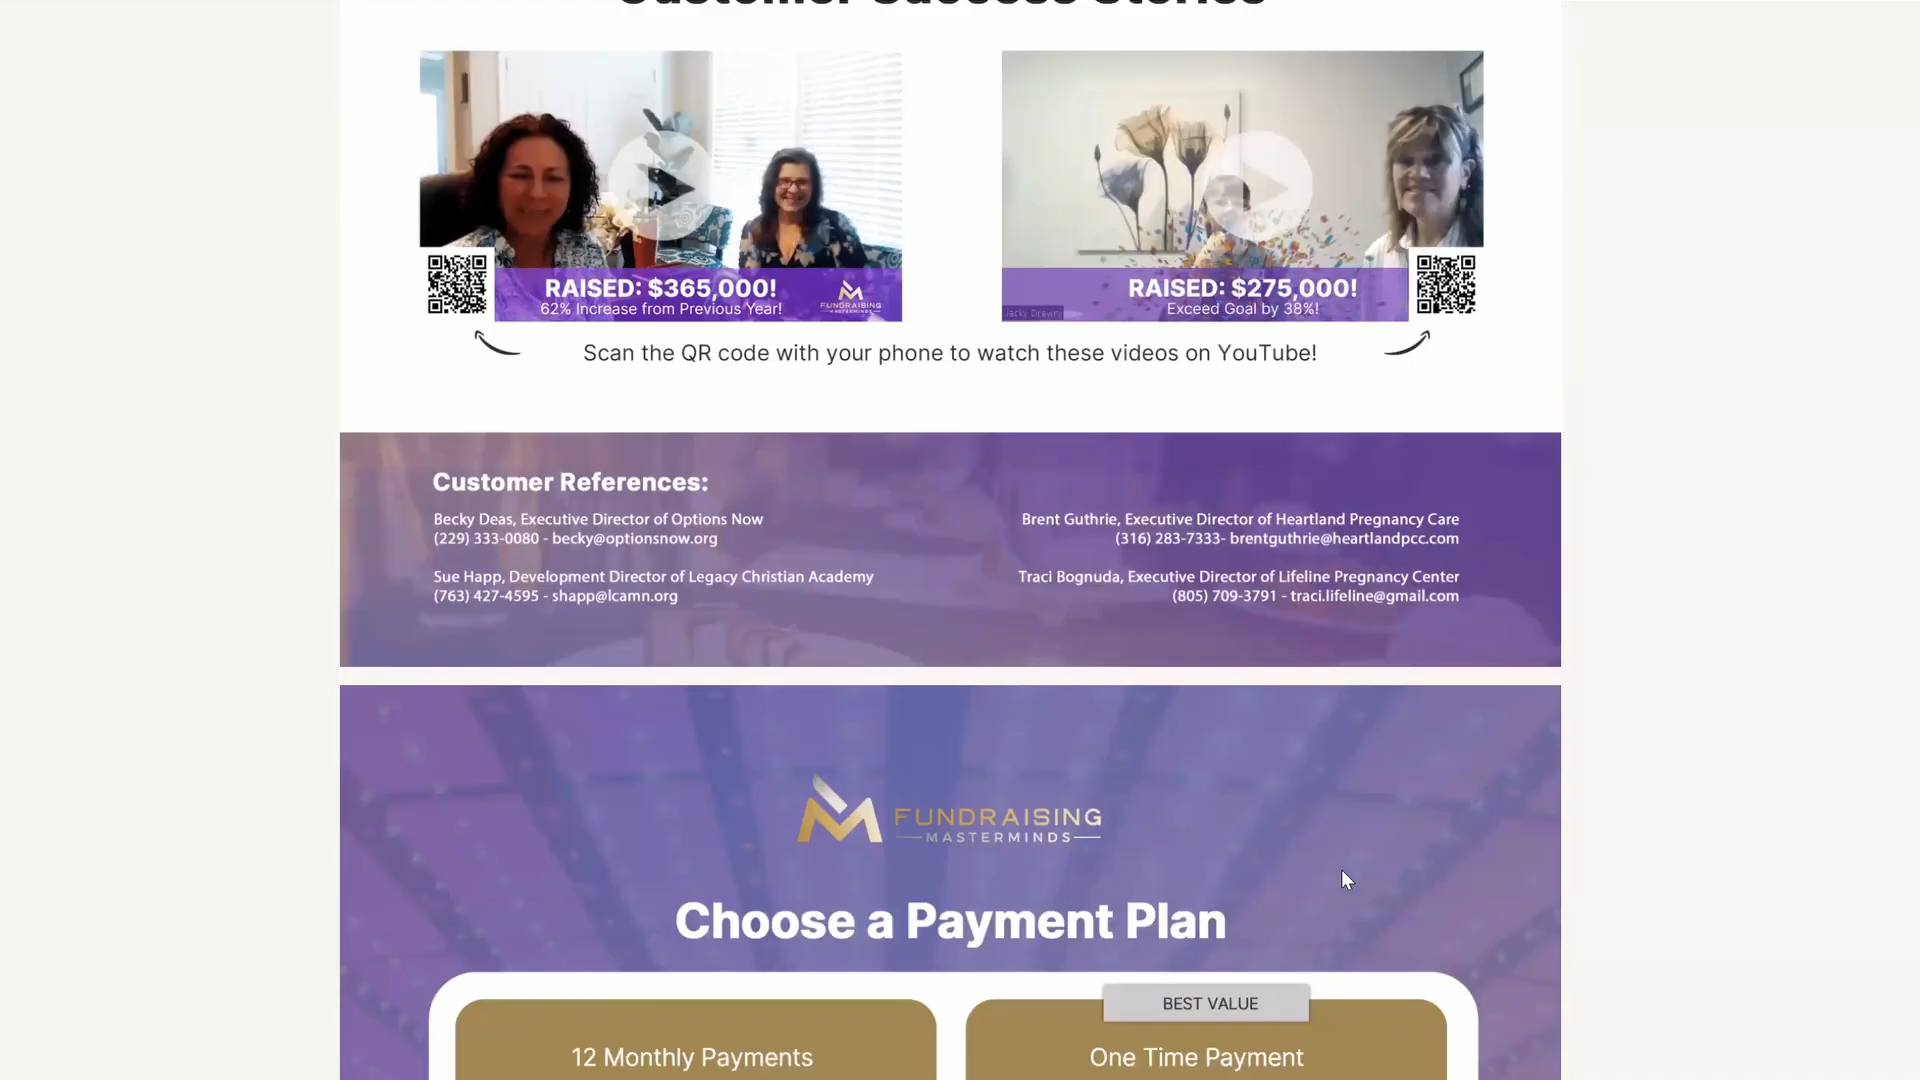 Customer Success Stories
RAISED: $365,000!
62% Increase from Previous Year!
FUNDRAISING
MASTERMINDS
RAISED: $275,000!
Exceed Goal by 38%!
Scan the QR code with your phone to watch these videos on YouTube!
Customer References:
Becky Deas, Executive Director of Options Now
(229) 333-0080 - becky@optionsnow.org
Sue Happ, Development Director of Legacy Christian Academy
(763) 427-4595 - shapp@lcamn.org
Brent Guthrie, Executive Director of Heartland Pregnancy Care
(316) 283-7333- brentguthrie@heartlandpcc.com
Traci Bognuda, Executive Director of Lifeline Pregnancy Center
(805) 709-3791 - traci.lifeline@gmail.com
FUNDRAISING
MASTERMINDS
Choose a Payment Plan
12 Monthly Payments
BEST VALUE
One Time Payment